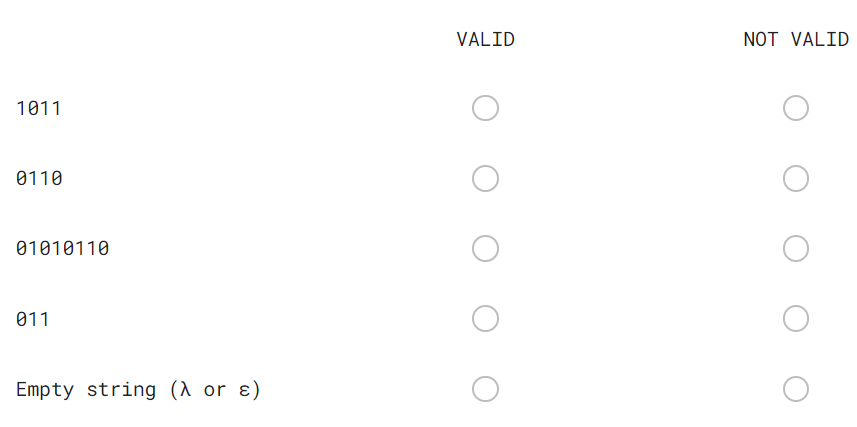 VALID NOT VALID
1011
0110
01010110
011
Empty string (λ or ε)